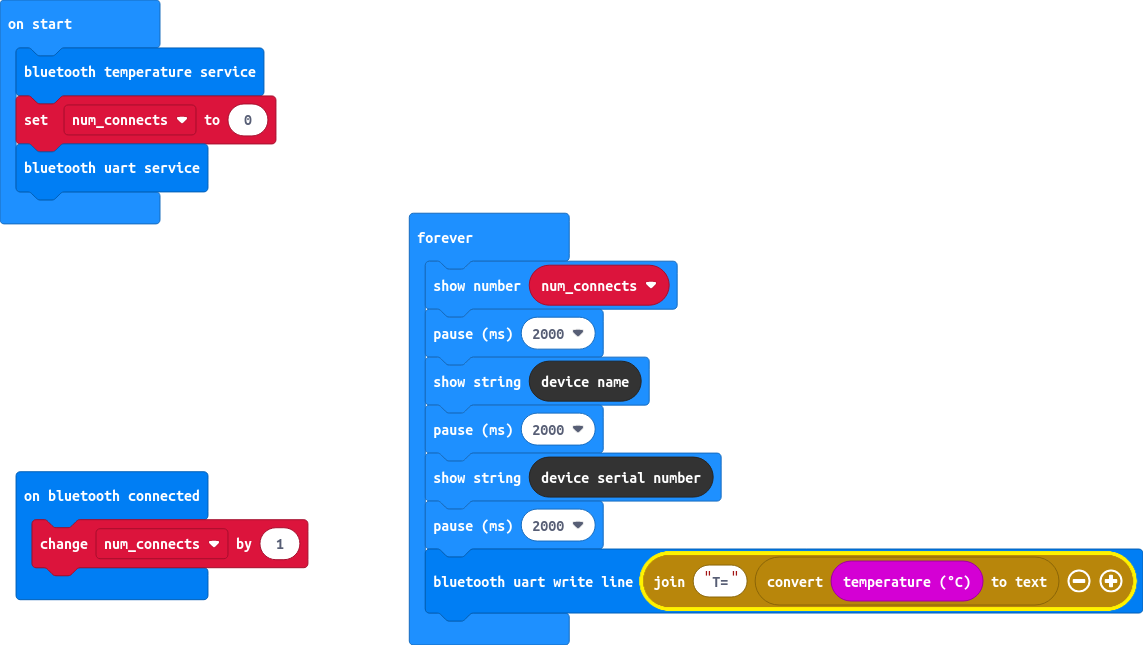 on start
bluetooth temperature service
set num_connects to 0
bluetooth uart service
forever
show number num_connects
pause (ms) 2000
show string device name
pause (ms) 2000
show string device serial number
pause (ms) 2000
bluetooth uart write line join "T=" convert temperature (°C) to text
on bluetooth connected
change num_connects by 1